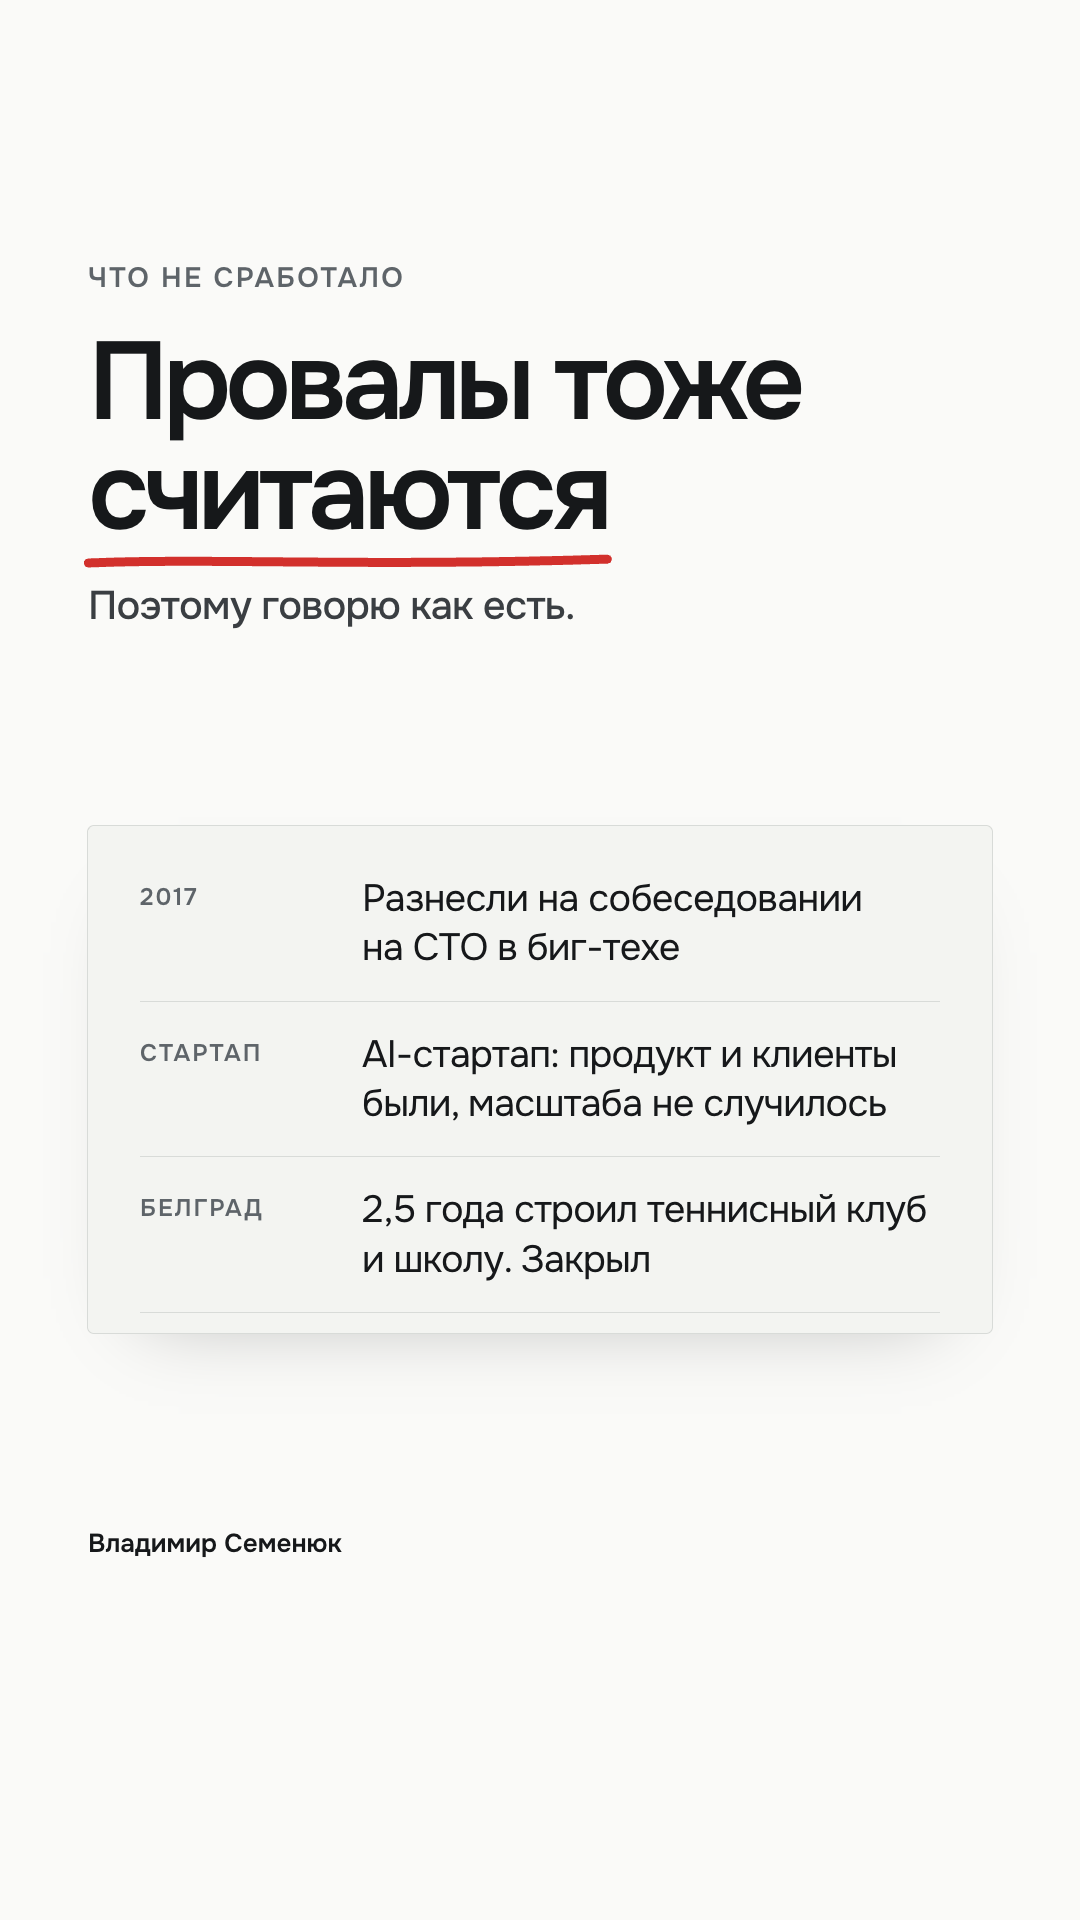 ЧТО НЕ СРАБОТАЛО
Провалы тоже
считаются
Поэтому говорю как есть.
2017
Разнесли на собеседовании
на СТО в биг-техе
СТАРТАП
AI-стартап: продукт и клиенты
были, масштаба не случилось
БЕЛГРАД
2,5 года строил теннисный клуб
и школу. Закрыл
Владимир Семенюк